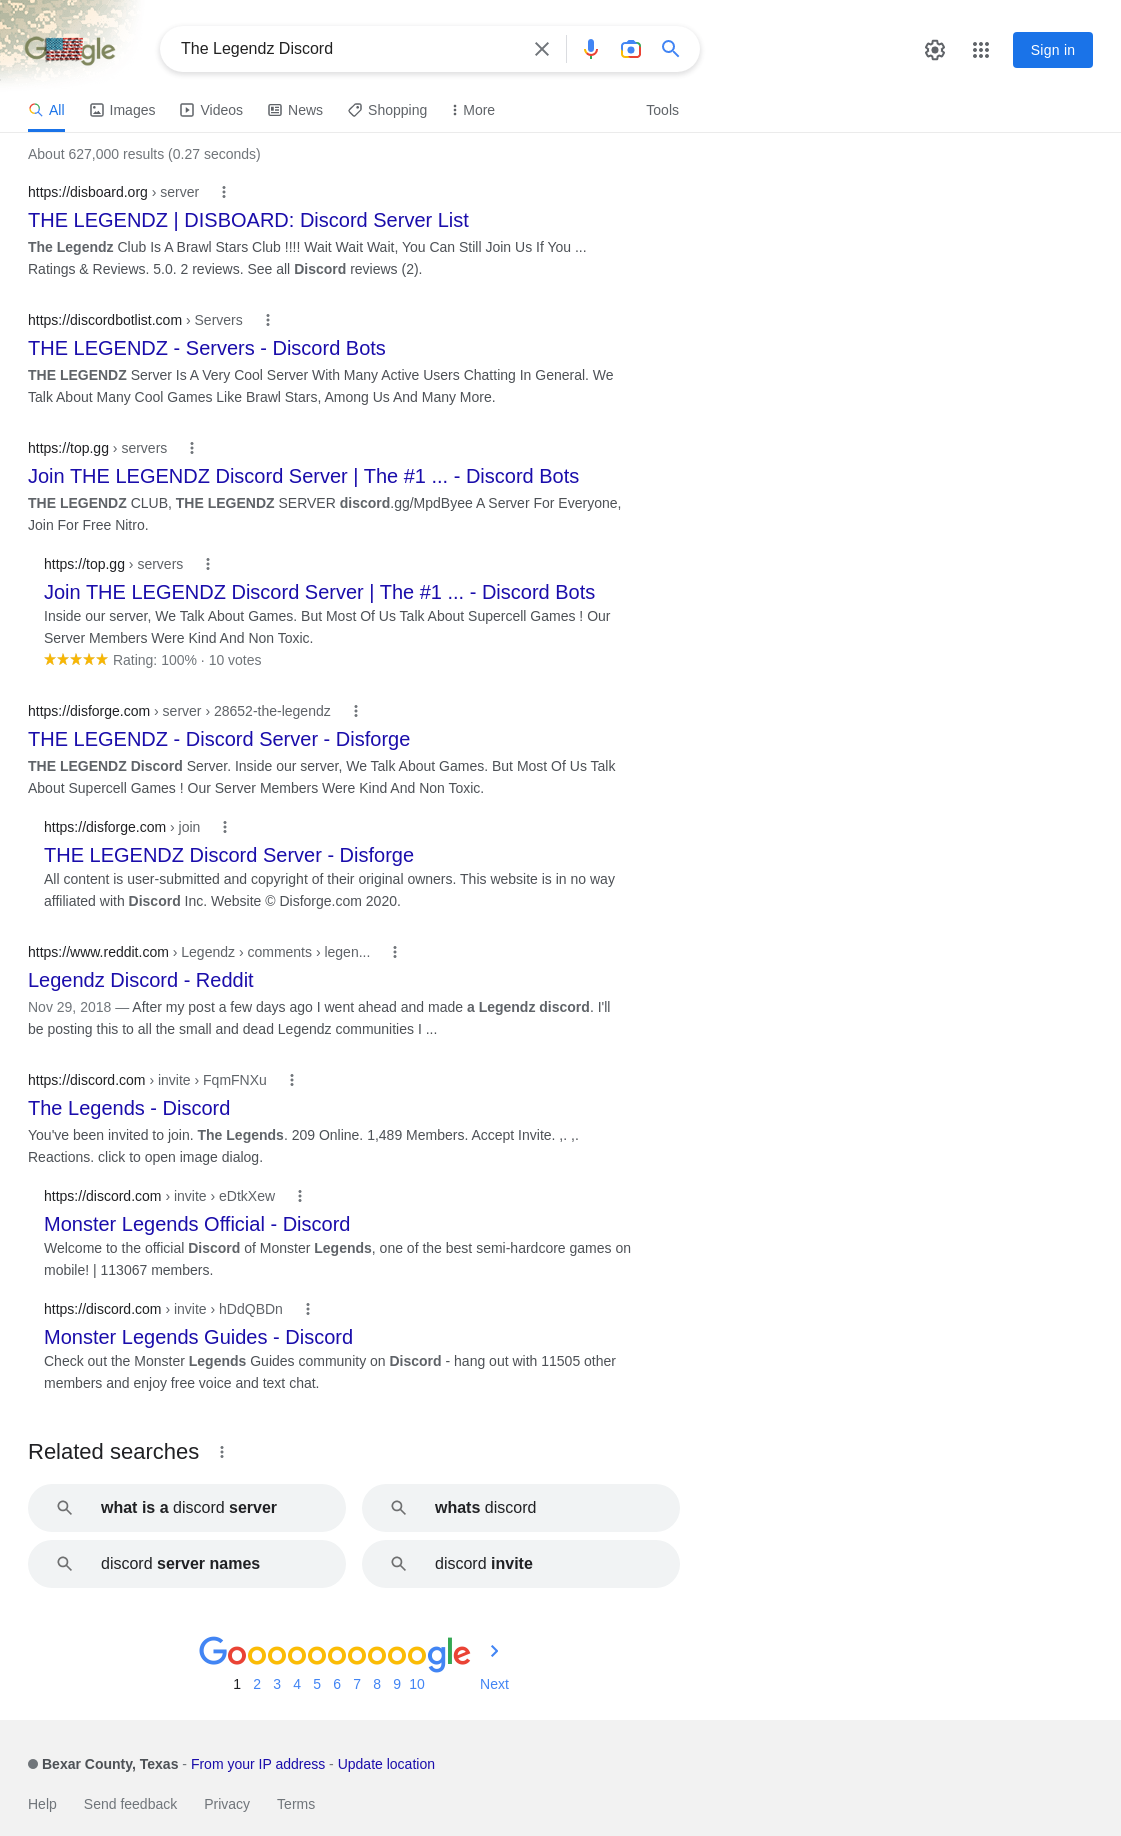 Google
The Legendz Discord
Sign in
All Images Videos News Shopping More Tools
About 627,000 results (0.27 seconds)
https://disboard.org › server
THE LEGENDZ | DISBOARD: Discord Server List
The Legendz Club Is A Brawl Stars Club !!!! Wait Wait Wait, You Can Still Join Us If You ...
Ratings & Reviews. 5.0. 2 reviews. See all Discord reviews (2).
https://discordbotlist.com › Servers
THE LEGENDZ - Servers - Discord Bots
THE LEGENDZ Server Is A Very Cool Server With Many Active Users Chatting In General. We
Talk About Many Cool Games Like Brawl Stars, Among Us And Many More.
https://top.gg › servers
Join THE LEGENDZ Discord Server | The #1 ... - Discord Bots
THE LEGENDZ CLUB, THE LEGENDZ SERVER discord.gg/MpdByee A Server For Everyone,
Join For Free Nitro.
https://top.gg › servers
Join THE LEGENDZ Discord Server | The #1 ... - Discord Bots
Inside our server, We Talk About Games. But Most Of Us Talk About Supercell Games ! Our
Server Members Were Kind And Non Toxic.
Rating: 100% · 10 votes
https://disforge.com › server › 28652-the-legendz
THE LEGENDZ - Discord Server - Disforge
THE LEGENDZ Discord Server. Inside our server, We Talk About Games. But Most Of Us Talk
About Supercell Games ! Our Server Members Were Kind And Non Toxic.
https://disforge.com › join
THE LEGENDZ Discord Server - Disforge
All content is user-submitted and copyright of their original owners. This website is in no way
affiliated with Discord Inc. Website © Disforge.com 2020.
https://www.reddit.com › Legendz › comments › legen...
Legendz Discord - Reddit
Nov 29, 2018 — After my post a few days ago I went ahead and made a Legendz discord. I'll
be posting this to all the small and dead Legendz communities I ...
https://discord.com › invite › FqmFNXu
The Legends - Discord
You've been invited to join. The Legends. 209 Online. 1,489 Members. Accept Invite. ,. ,.
Reactions. click to open image dialog.
https://discord.com › invite › eDtkXew
Monster Legends Official - Discord
Welcome to the official Discord of Monster Legends, one of the best semi-hardcore games on
mobile! | 113067 members.
https://discord.com › invite › hDdQBDn
Monster Legends Guides - Discord
Check out the Monster Legends Guides community on Discord - hang out with 11505 other
members and enjoy free voice and text chat.
Related searches
what is a discord server
whats discord
discord server names
discord invite
Goooooooooogle
1 2 3 4 5 6 7 8 9 10 Next
Bexar County, Texas - From your IP address - Update location
Help Send feedback Privacy Terms